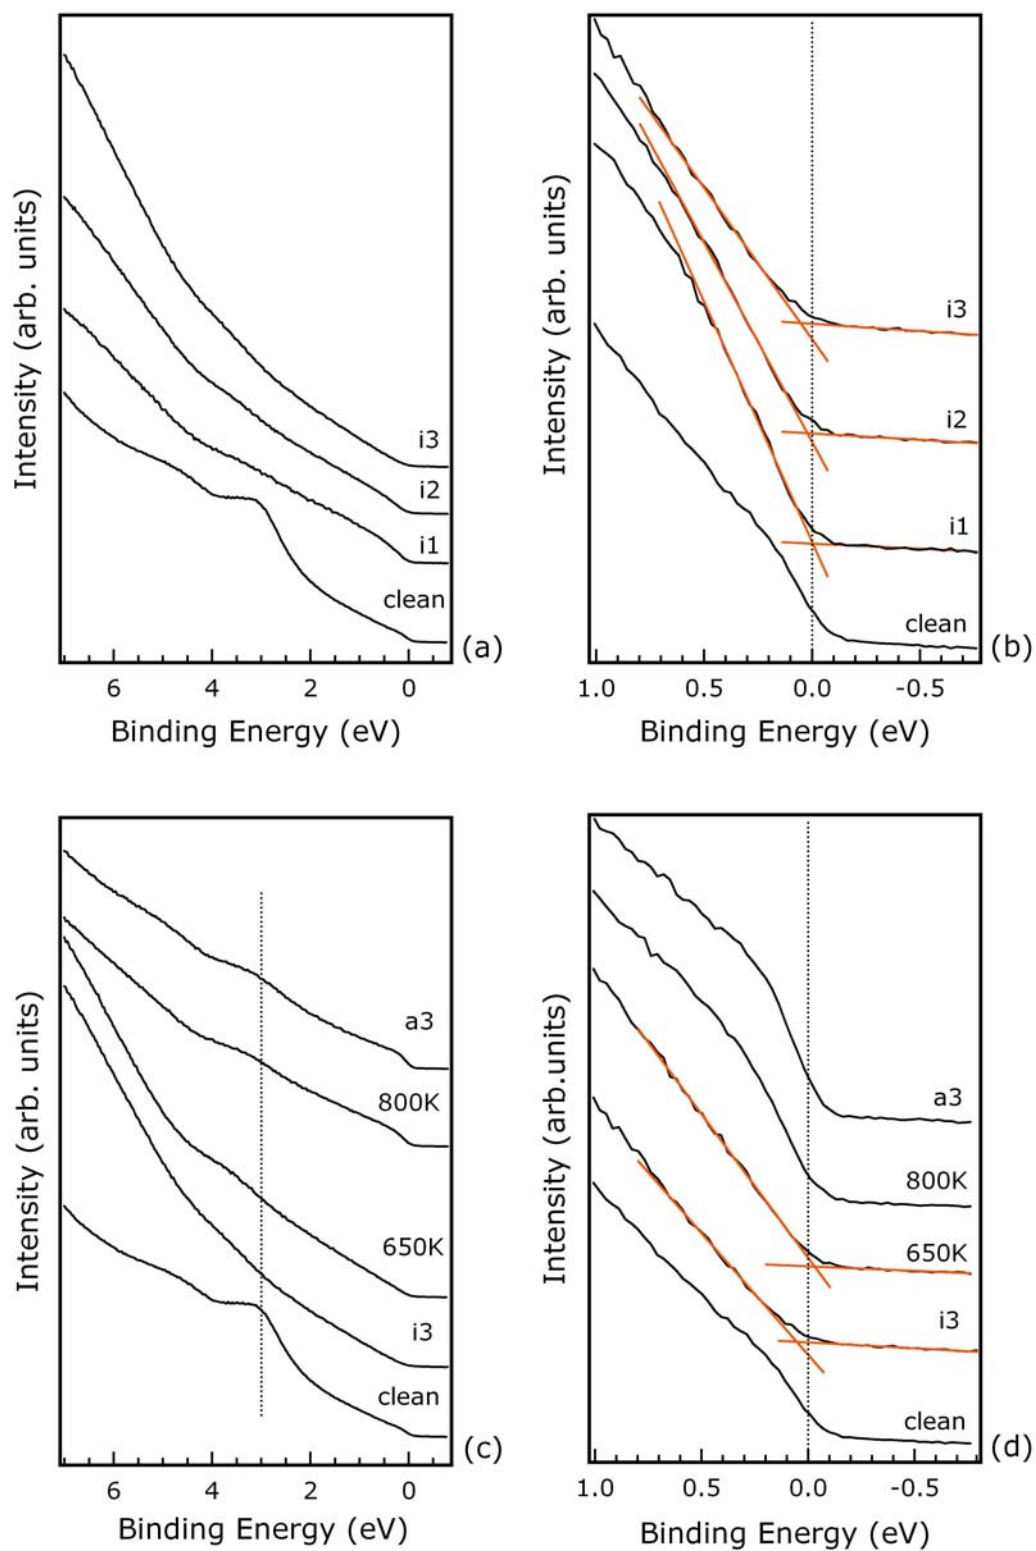 Intensity (arb. units)
i3
i2
i1
clean
6 4 2 0
Binding Energy (eV)
(a)
Intensity (arb. units)
i3
i2
i1
clean
1.0 0.5 0.0 -0.5
Binding Energy (eV)
(b)
Intensity (arb. units)
a3
800K
650K
i3
clean
6 4 2 0
Binding Energy (eV)
(c)
Intensity (arb.units)
a3
800K
650K
i3
clean
1.0 0.5 0.0 -0.5
Binding Energy (eV)
(d)